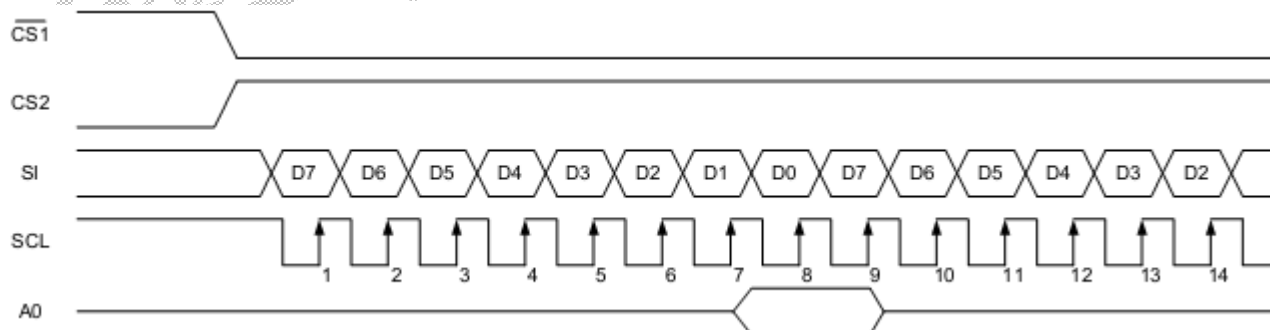 CS1
CS2
SI D7 D6 D5 D4 D3 D2 D1 D0 D7 D6 D5 D4 D3 D2
SCL
1 2 3 4 5 6 7 8 9 10 11 12 13 14
A0